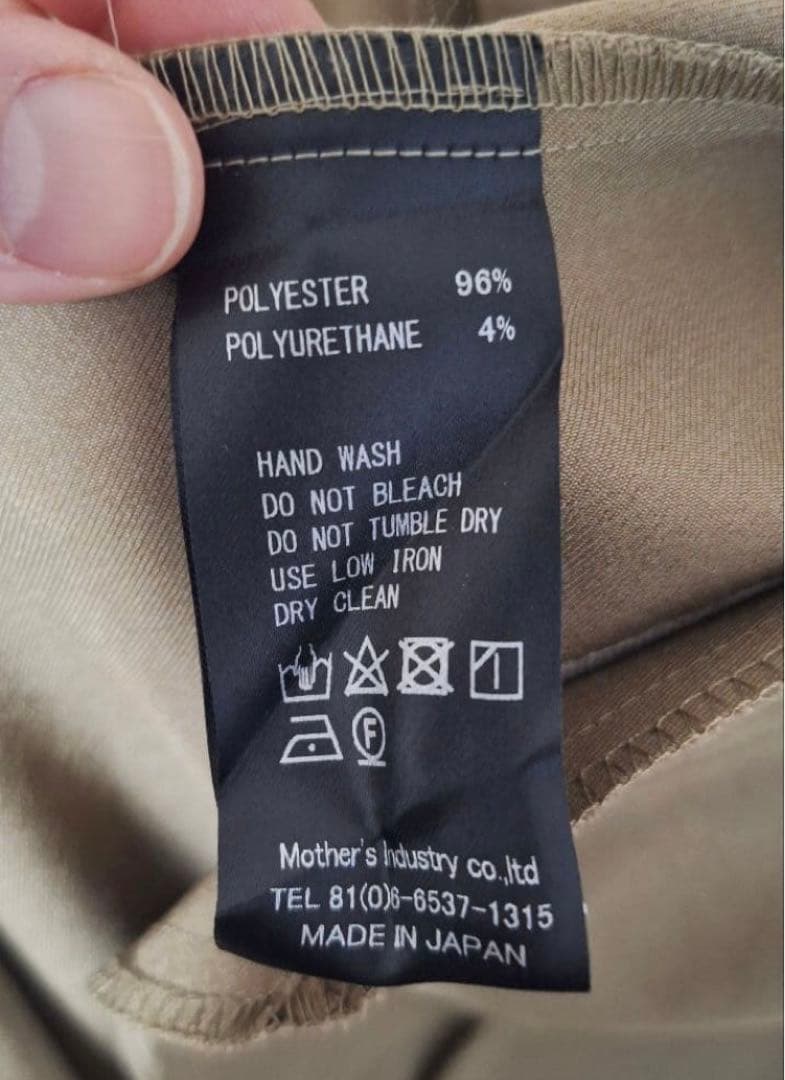 POLYESTER 96%
POLYURETHANE 4%
HAND WASH
DO NOT BLEACH
DO NOT TUMBLE DRY
USE LOW IRON
DRY CLEAN
F
Mother's Industry co.,ltd
TEL 81(0)6-6537-1315
MADE IN JAPAN